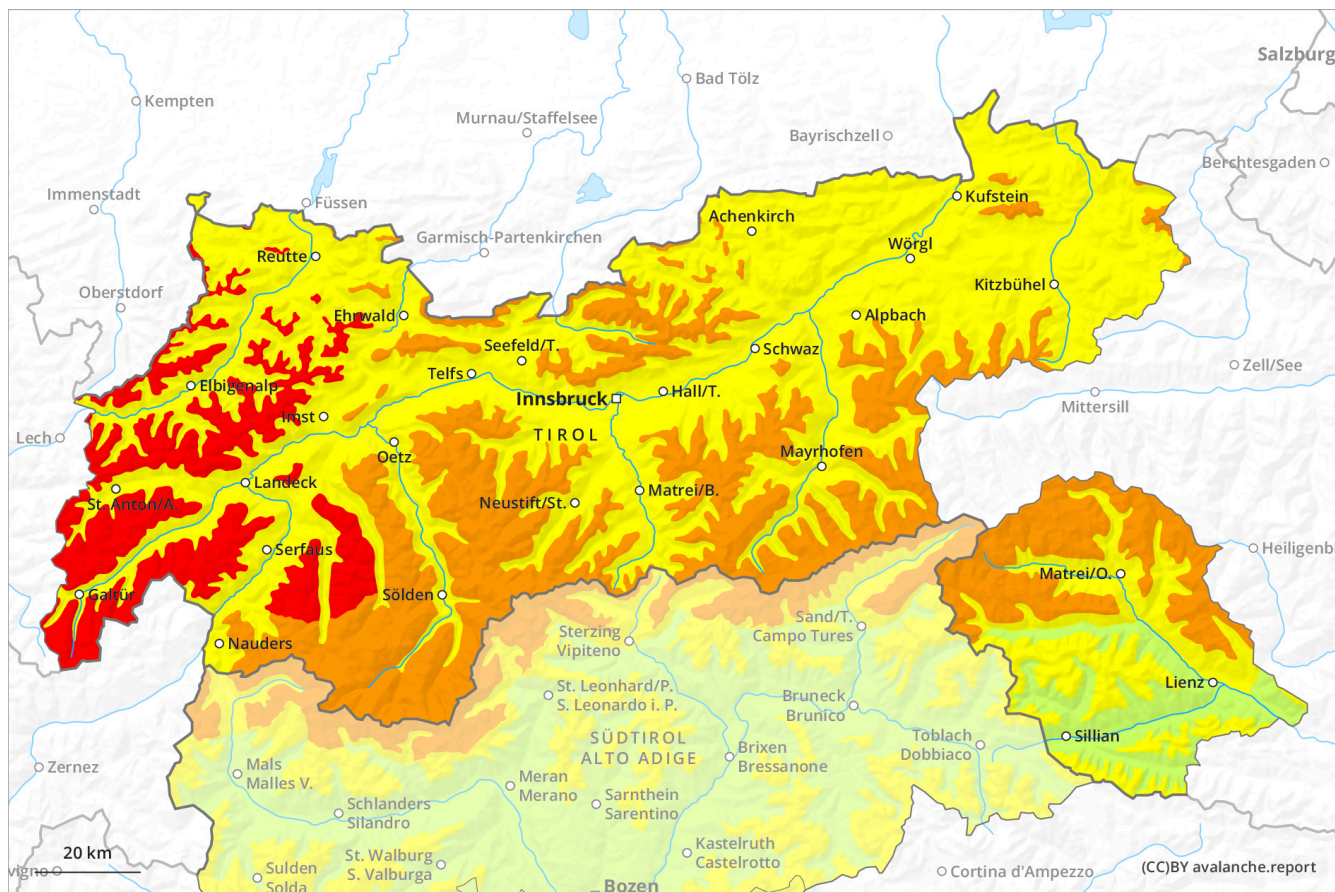 Salzburg
Bad Tölz
Kempten
Murnau/Staffelsee
Bayrischzell
Berchtesgaden
Immenstadt
Füssen
Kufstein
Achenkirch
Garmisch-Partenkirchen
Wörgl
Reutte
Kitzbühel
Oberstdorf
Ehrwald
Alpbach
Seefeld/T.
Schwaz
Zell/See
Telfs
Elbigenalp
Hall/T.
Innsbruck
Mittersill
Imst
Lech
TIROL
Oetz
Mayrhofen
Landeck
Matrei/B.
St. Anton/A.
Neustift/St.
Serfaus
Heiligenb
Matrei/O.
Galtür
Sölden
Sand/T.
Campo Tures
Sterzing
Vipiteno
Nauders
Lienz
St. Leonhard/P.
S. Leonardo i. P.
Bruneck
Brunico
Sillian
Toblach
Dobbiaco
SÜDTIROL
ALTO ADIGE
Brixen
Bressanone
Zernez
Mals
Malles V.
Meran
Merano
Sarnthein
Sarentino
Schlanders
Silandro
Kastelruth
Castelrotto
20 km
St. Walburg
S. Valburga
vigno
Sulden
Solda
Cortina d'Ampezzo
(CC)BY avalanche.report
Bozen